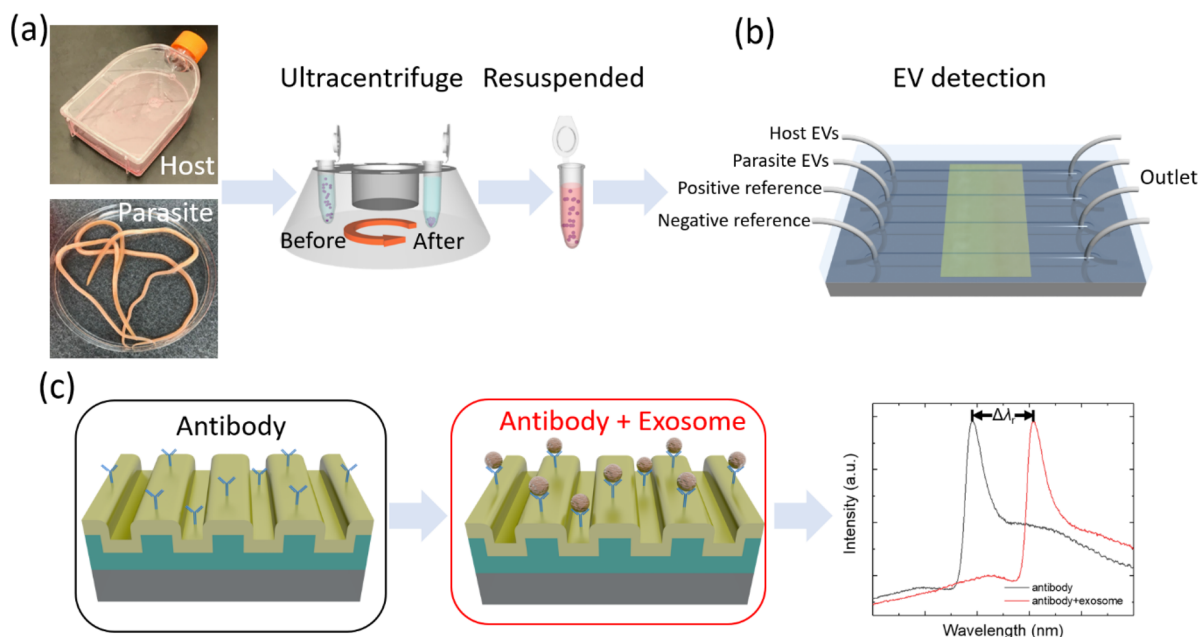 (a)
Host
Parasite
Ultracentrifuge
Before
After
Resuspended
(b)
EV detection
Host EVs
Parasite EVs
Positive reference
Negative reference
Outlet
(c)
Antibody
Antibody + Exosome
Δλr
Intensity (a.u.)
antibody
antibody+exosome
Wavelength (nm)